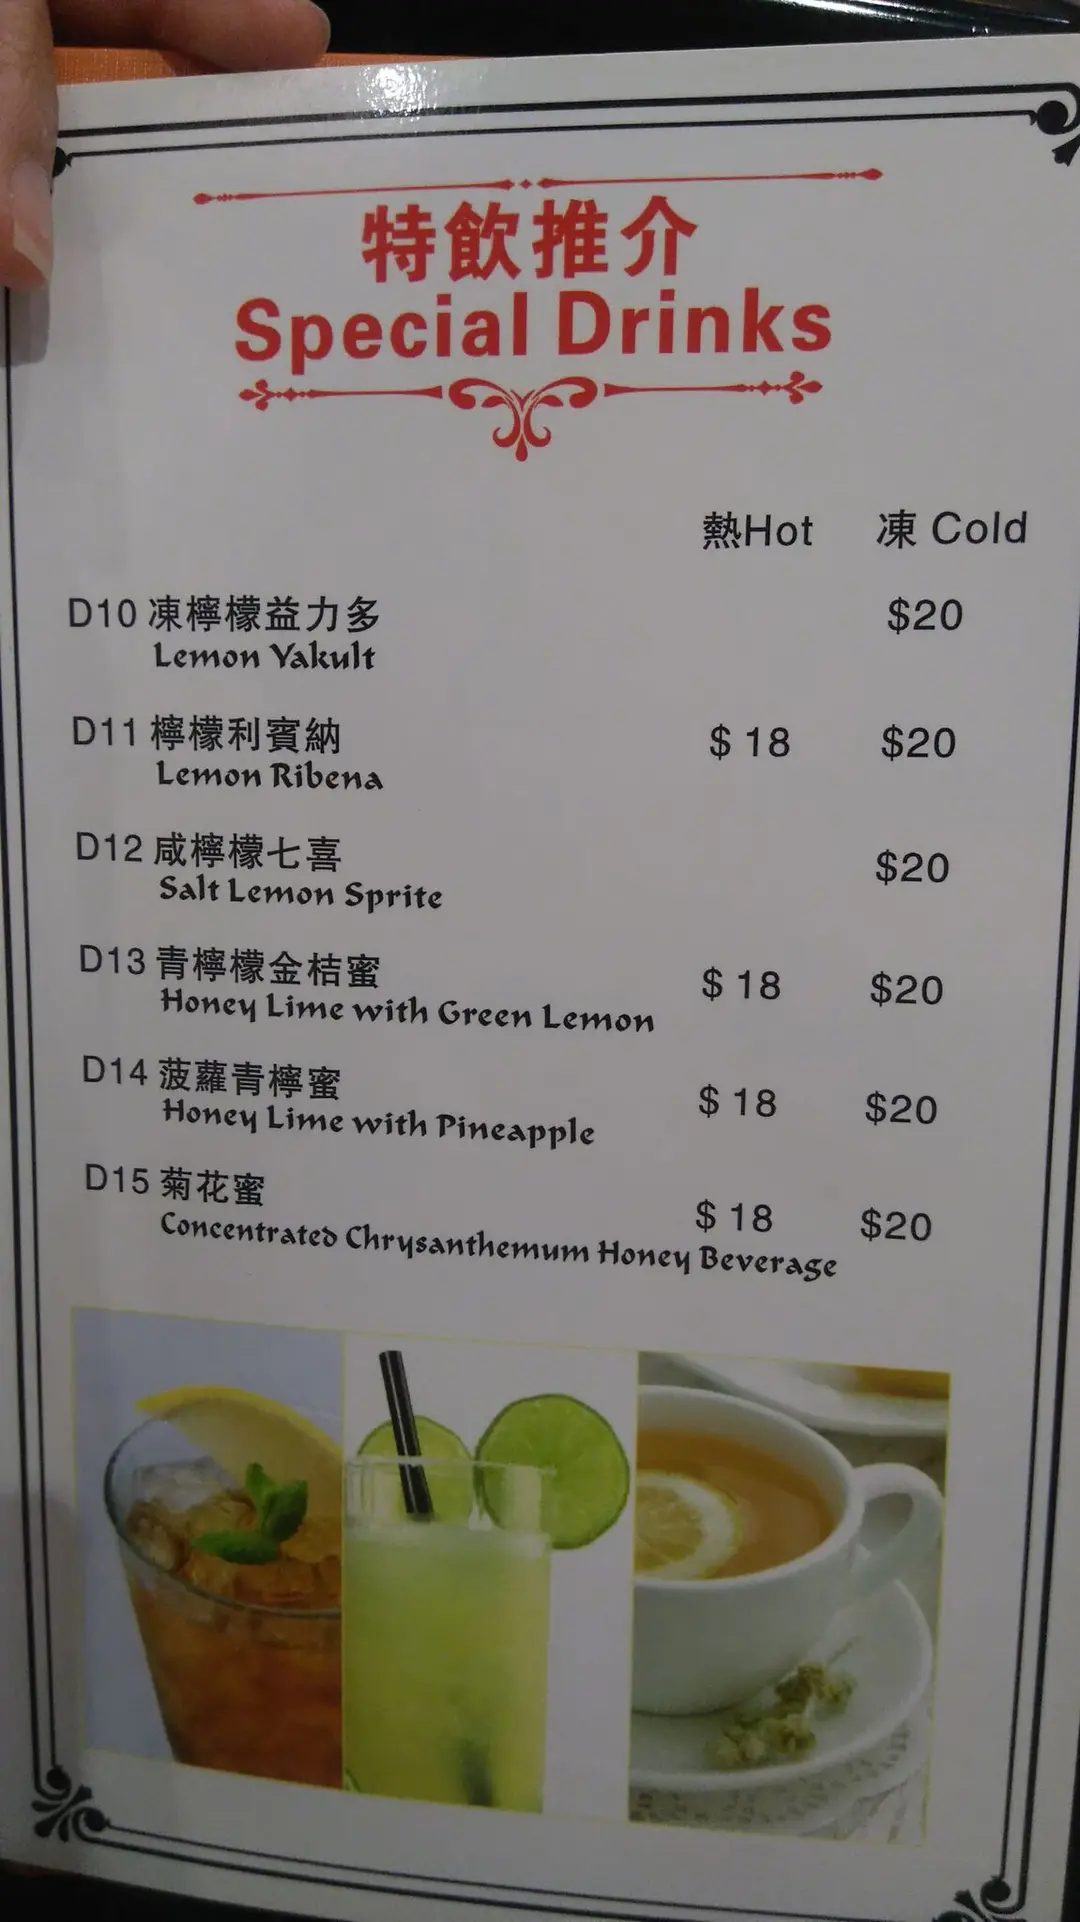 特飲推介
Special Drinks
熱Hot 凍 Cold
D10 凍檸檬益力多 $20
Lemon Yakult
D11 檸檬利賓納 $ 18 $20
Lemon Ribena
D12 咸檸檬七喜 $20
Salt Lemon Sprite
D13 青檸檬金桔蜜 $ 18 $20
Honey Lime with Green Lemon
D14 菠蘿青檸蜜 $ 18 $20
Honey Lime with Pineapple
D15 菊花蜜 $ 18 $20
Concentrated Chrysanthemum Honey Beverage